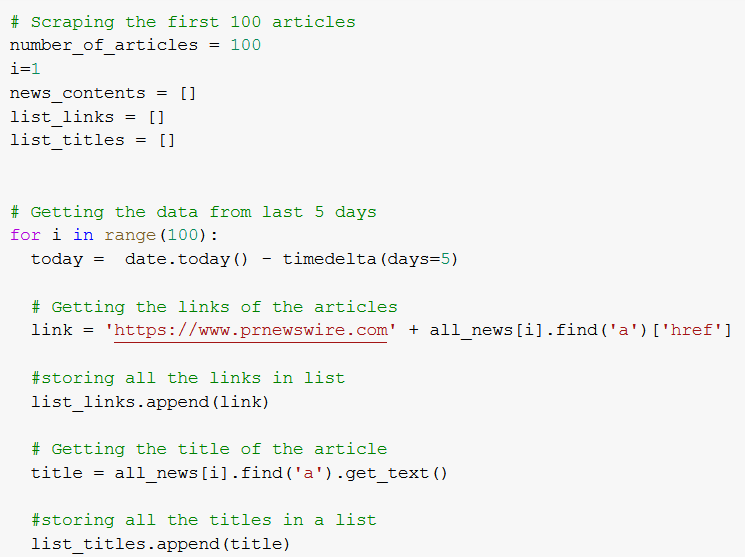 # Scraping the first 100 articles
number_of_articles = 100
i=1
news_contents = []
list_links = []
list_titles = []
# Getting the data from last 5 days
for i in range(100):
today =  date.today() - timedelta(days=5)
# Getting the links of the articles
link = 'https://www.prnewswire.com' + all_news[i].find('a')['href']
#storing all the links in list
list_links.append(link)
# Getting the title of the article
title = all_news[i].find('a').get_text()
#storing all the titles in a list
list_titles.append(title)